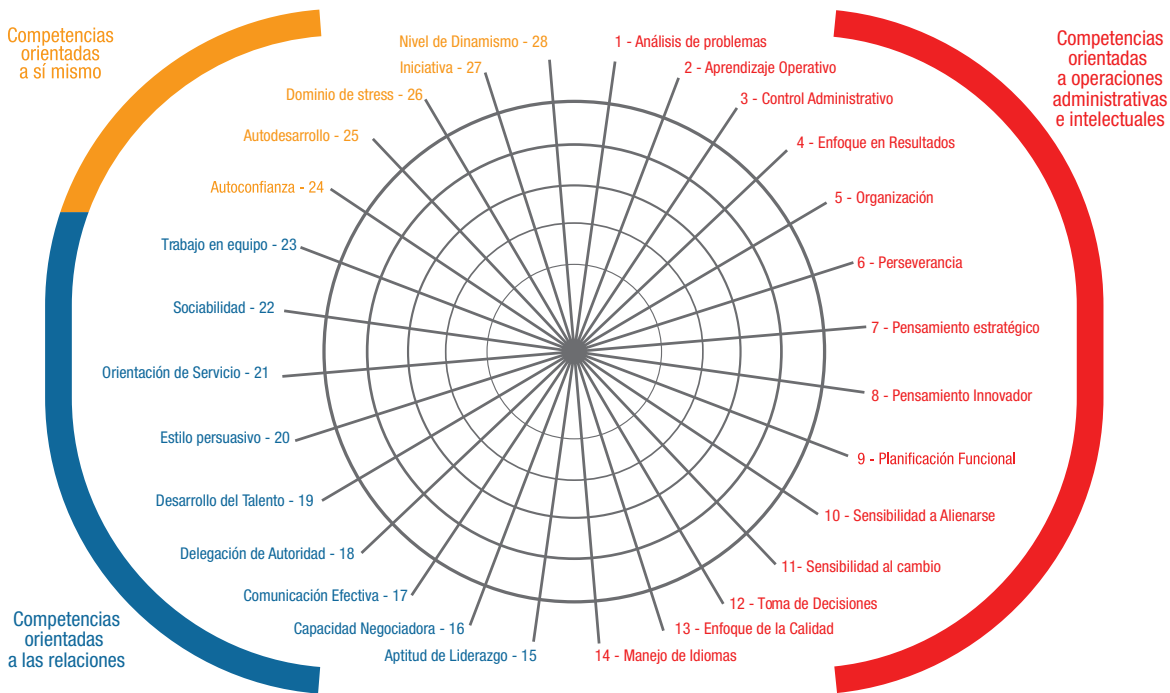 Competencias
orientadas
a sí mismo
Nivel de Dinamismo - 28
Iniciativa - 27
Dominio de stress - 26
Autodesarrollo - 25
Autoconfianza - 24
Trabajo en equipo - 23
Sociabilidad - 22
Orientación de Servicio - 21
Estilo persuasivo - 20
Desarrollo del Talento - 19
Delegación de Autoridad - 18
Comunicación Efectiva - 17
Capacidad Negociadora - 16
Aptitud de Liderazgo - 15
Competencias
orientadas
a las relaciones
1 - Análisis de problemas
2 - Aprendizaje Operativo
3 - Control Administrativo
4 - Enfoque en Resultados
5 - Organización
6 - Perseverancia
7 - Pensamiento estratégico
8 - Pensamiento Innovador
9 - Planificación Funcional
10 - Sensibilidad a Alienarse
11- Sensibilidad al cambio
12 - Toma de Decisiones
13 - Enfoque de la Calidad
14 - Manejo de Idiomas
Competencias
orientadas
a operaciones
administrativas
e intelectuales